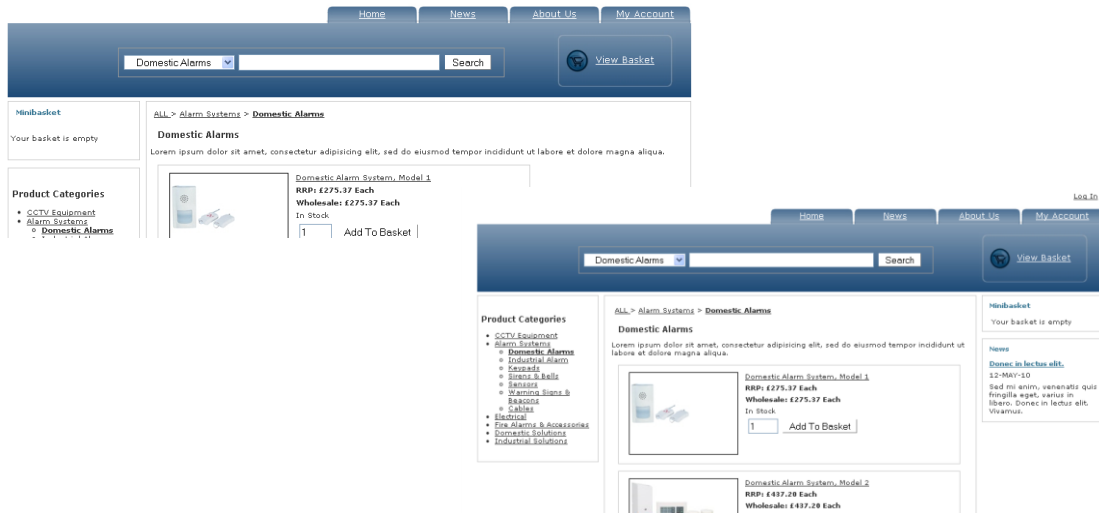 Home News About Us My Account
Domestic Alarms Search View Basket
Minibasket
Your basket is empty
ALL > Alarm Systems > Domestic Alarms
Domestic Alarms
Lorem ipsum dolor sit amet, consectetur adipisicing elit, sed do eiusmod tempor incididunt ut labore et dolore magna aliqua.
Product Categories
CCTV Equipment
Alarm Systems
Domestic Alarms
Domestic Alarm System, Model 1
RRP: £275.37 Each
Wholesale: £275.37 Each
In Stock
1 Add To Basket
Log In
Home News About Us My Account
Domestic Alarms Search View Basket
Product Categories
CCTV Equipment
Alarm Systems
Domestic Alarms
Industrial Alarm
Keypads
Sirens & Bells
Sensors
Warning Signs &
Beacons
Cables
Electrical
Fire Alarms & Accessories
Domestic Solutions
Industrial Solutions
ALL > Alarm Systems > Domestic Alarms
Domestic Alarms
Lorem ipsum dolor sit amet, consectetur adipisicing elit, sed do eiusmod tempor incididunt ut
labore et dolore magna aliqua.
Domestic Alarm System, Model 1
RRP: £275.37 Each
Wholesale: £275.37 Each
In Stock
1 Add To Basket
Domestic Alarm System, Model 2
RRP: £437.20 Each
Wholesale: £437.20 Each
Minibasket
Your basket is empty
News
Donec in lectus elit.
12-MAY-10
Sed mi enim, venenatis quis
fringilla eget, varius in
libero. Donec in lectus elit.
Vivamus.